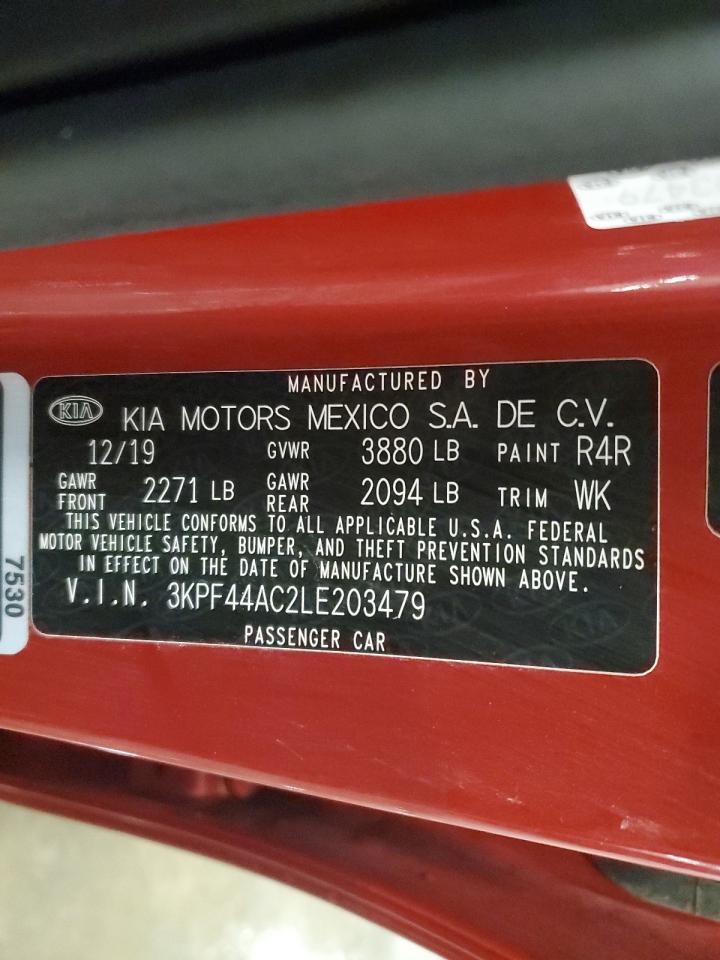 MANUFACTURED BY
KIA KIA MOTORS MEXICO S.A. DE C.V.
12/19 GVWR 3880 LB PAINT R4R
GAWR FRONT 2271 LB GAWR REAR 2094 LB TRIM WK
THIS VEHICLE CONFORMS TO ALL APPLICABLE U.S.A. FEDERAL
MOTOR VEHICLE SAFETY, BUMPER, AND THEFT PREVENTION STANDARDS
IN EFFECT ON THE DATE OF MANUFACTURE SHOWN ABOVE.
V.I.N. 3KPF44AC2LE203479
PASSENGER CAR
7530